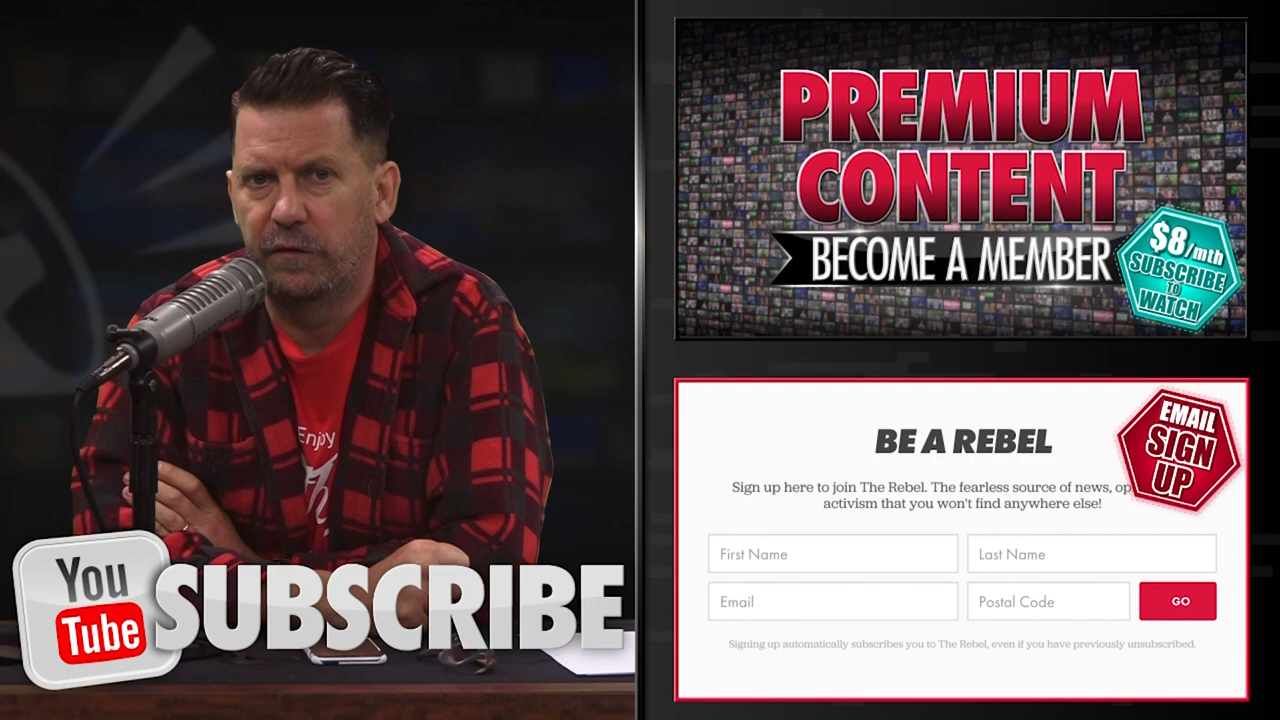 Enjoy
You
Tube
SUBSCRIBE
PREMIUM
CONTENT
BECOME A MEMBER
$8/mth
SUBSCRIBE
TO
WATCH
EMAIL
SIGN
UP
BE A REBEL
Sign up here to join The Rebel. The fearless source of news, op
activism that you won't find anywhere else!
First Name
Last Name
Email
Postal Code
GO
Signing up automatically subscribes you to The Rebel, even if you have previously unsubscribed.